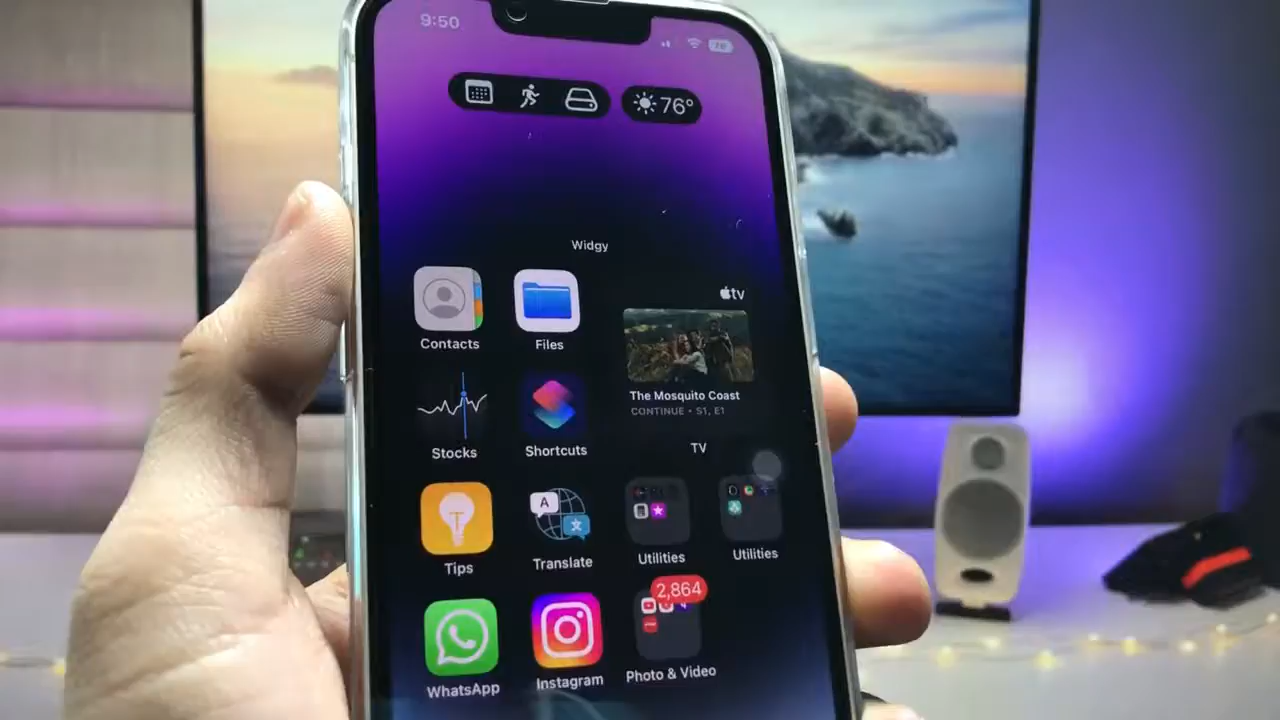 9:50
76°
Widgy
tv
Contacts
Files
The Mosquito Coast
CONTINUE • S1, E1
Stocks
Shortcuts
TV
A
文
Tips
Translate
Utilities
Utilities
2,864
WhatsApp
Instagram
Photo & Video